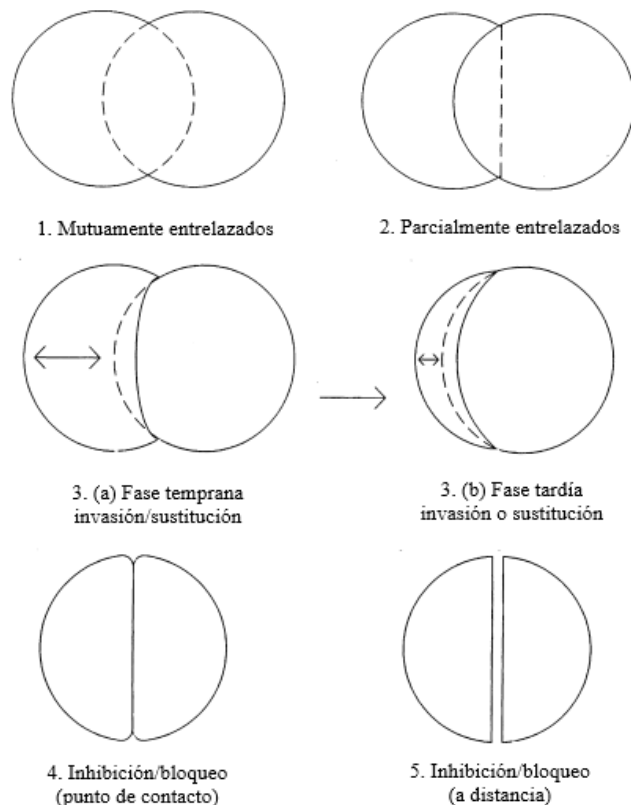 1. Mutuamente entrelazados
2. Parcialmente entrelazados
3. (a) Fase temprana
invasión/sustitución
3. (b) Fase tardía
invasión o sustitución
4. Inhibición/bloqueo
(punto de contacto)
5. Inhibición/bloqueo
(a distancia)